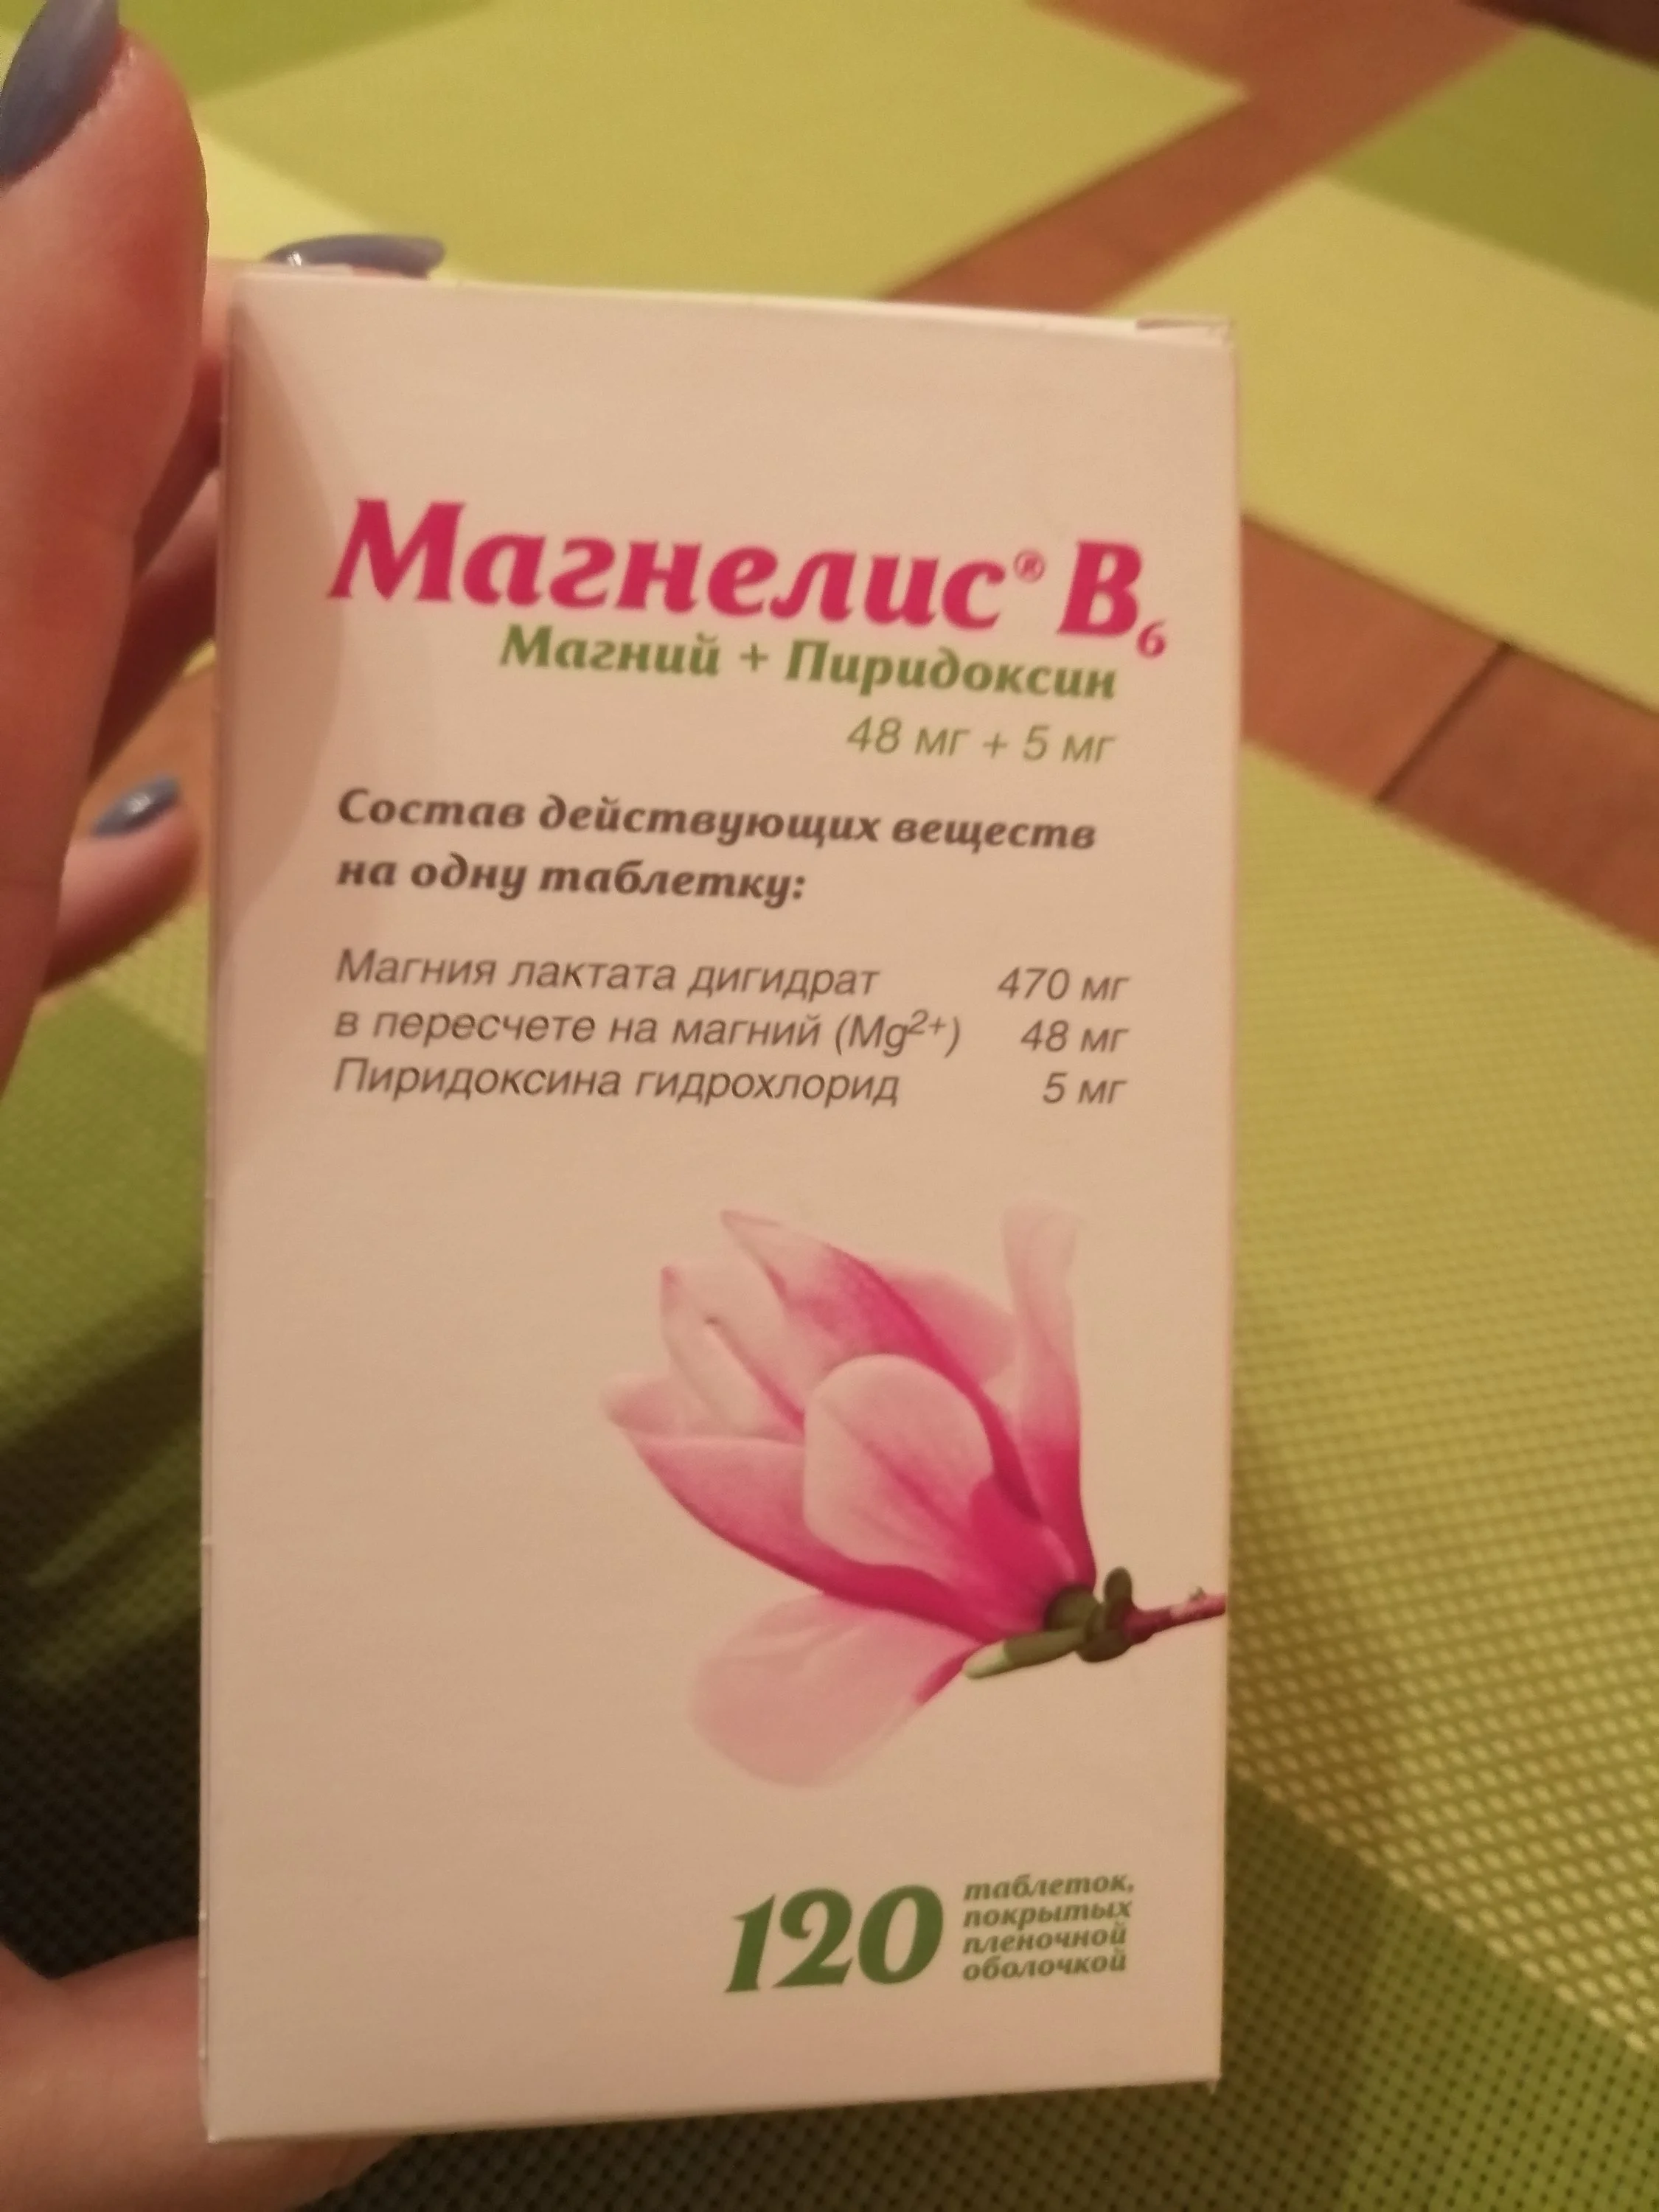 Магнелис® B₆
Магний + Пиридоксин
48 мг + 5 мг
Состав действующих веществ
на одну таблетку:
Магния лактата дигидрат 470 мг
в пересчете на магний (Mg²⁺) 48 мг
Пиридоксина гидрохлорид 5 мг
120 таблеток,
покрытых
пленочной
оболочкой